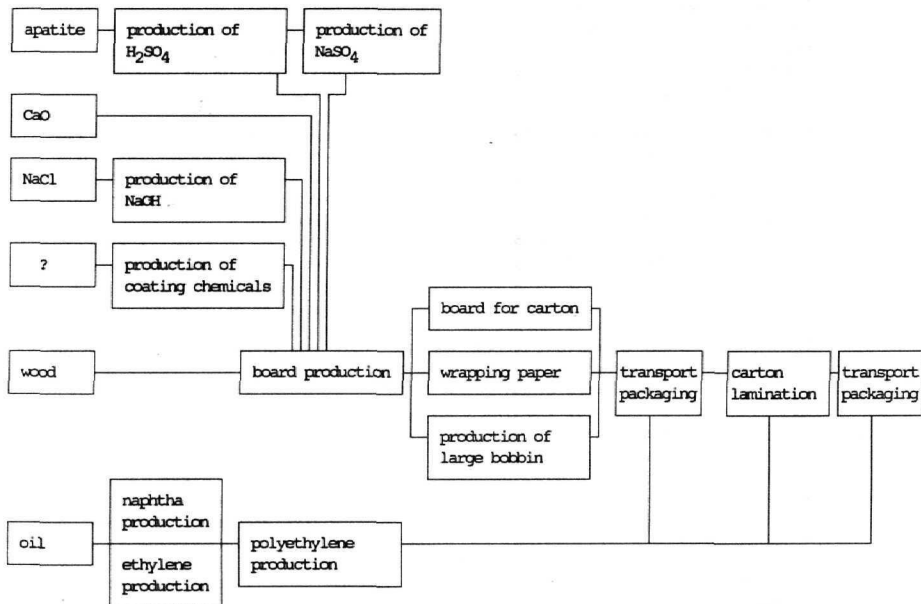 apatite
production of
H₂SO₄
production of
NaSO₄
CaO
NaCl
production of
NaOH
?
production of
coating chemicals
board for carton
wood
board production
wrapping paper
transport
packaging
carton
lamination
transport
packaging
production of
large bobbin
naphtha
production
oil
ethylene
production
polyethylene
production